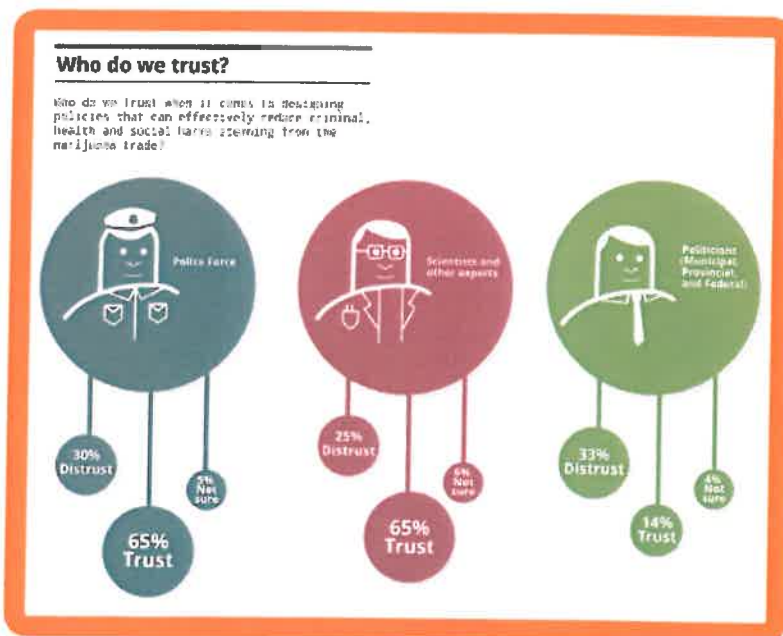 Who do we trust?
Who do we trust when it comes to designing
policies that can effectively reduce criminal,
health and social harms stemming from the
marijuana trade?
Police Force
Scientists and
other experts
Politicians
(Municipal,
Provincial,
and Federal)
30%
Distrust
5%
Not
sure
65%
Trust
25%
Distrust
6%
Not
sure
65%
Trust
33%
Distrust
14%
Trust
4%
Not
sure